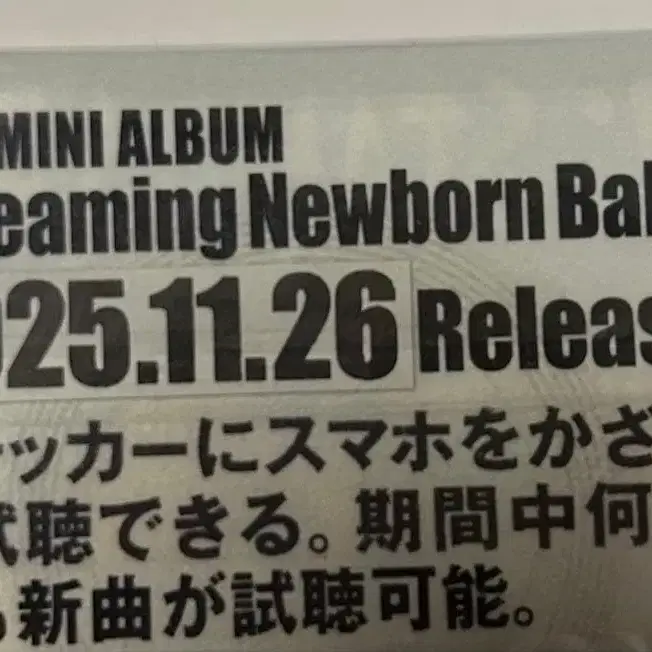 MINI ALBUM
eaming Newborn Bab
025.11.26 Releas
ッカーにスマホをかざ
試聴できる。期間中何
も新曲が試聴可能。